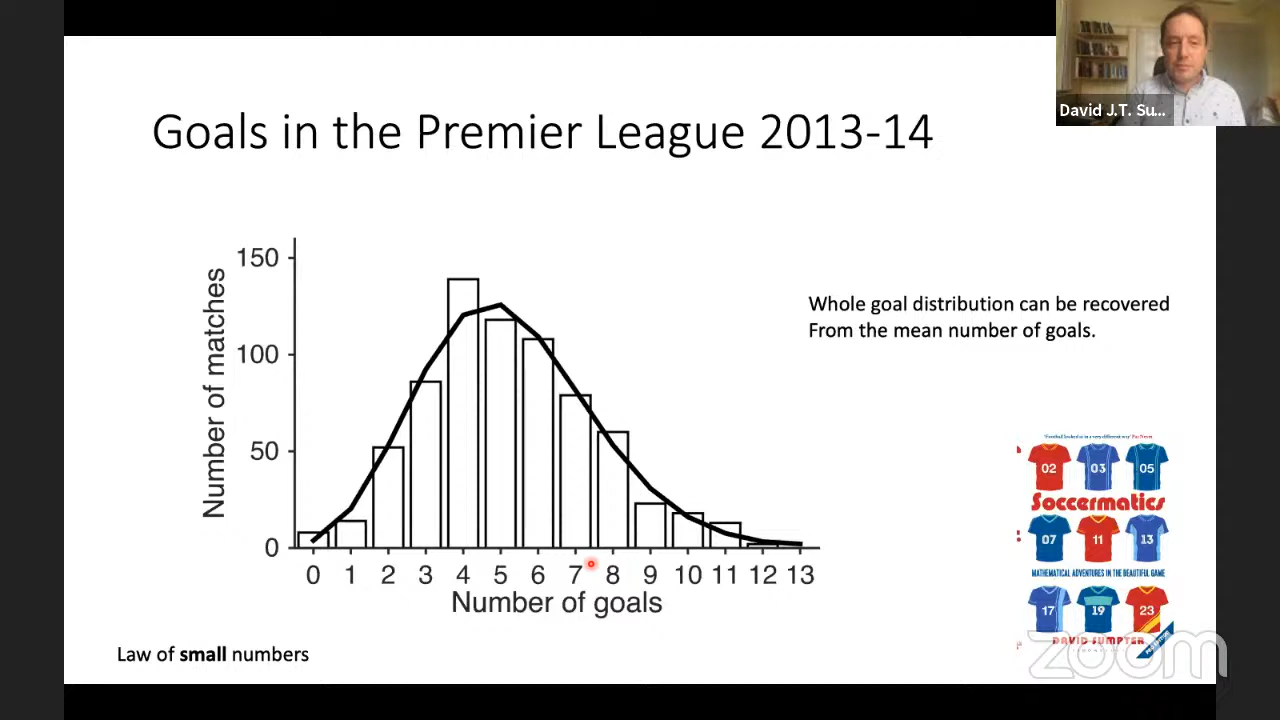 David J.T. Su...
Goals in the Premier League 2013-14
150
100
50
0
Number of matches
0 1 2 3 4 5 6 7 8 9 10 11 12 13
Number of goals
Whole goal distribution can be recovered
From the mean number of goals.
02 03 05
Soccermatics
07 11 13
MATHEMATICAL ADVENTURES IN THE BEAUTIFUL GAME
17 19 23
DAVID SUMPTER
Law of small numbers
zoom